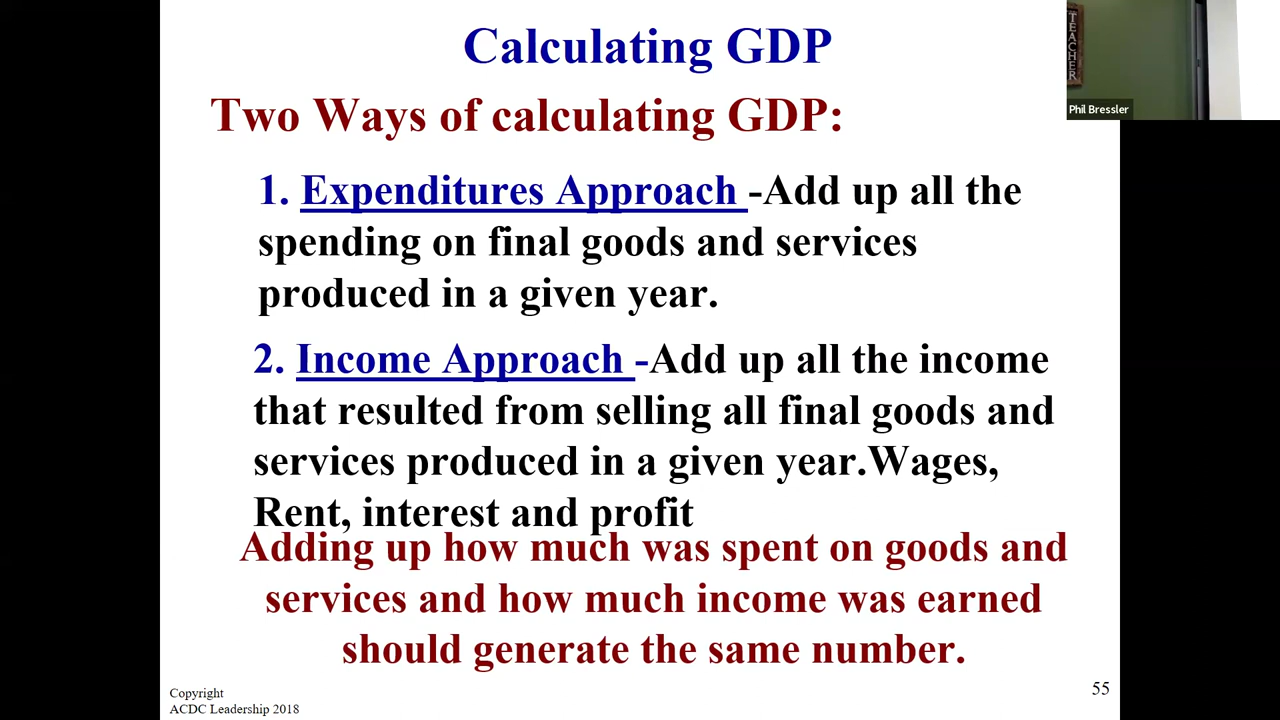 Calculating GDP
Two Ways of calculating GDP:
1. Expenditures Approach -Add up all the
spending on final goods and services
produced in a given year.
2. Income Approach -Add up all the income
that resulted from selling all final goods and
services produced in a given year.Wages,
Rent, interest and profit
Adding up how much was spent on goods and
services and how much income was earned
should generate the same number.
Copyright
ACDC Leadership 2018
55
TEACHER
Phil Bressler